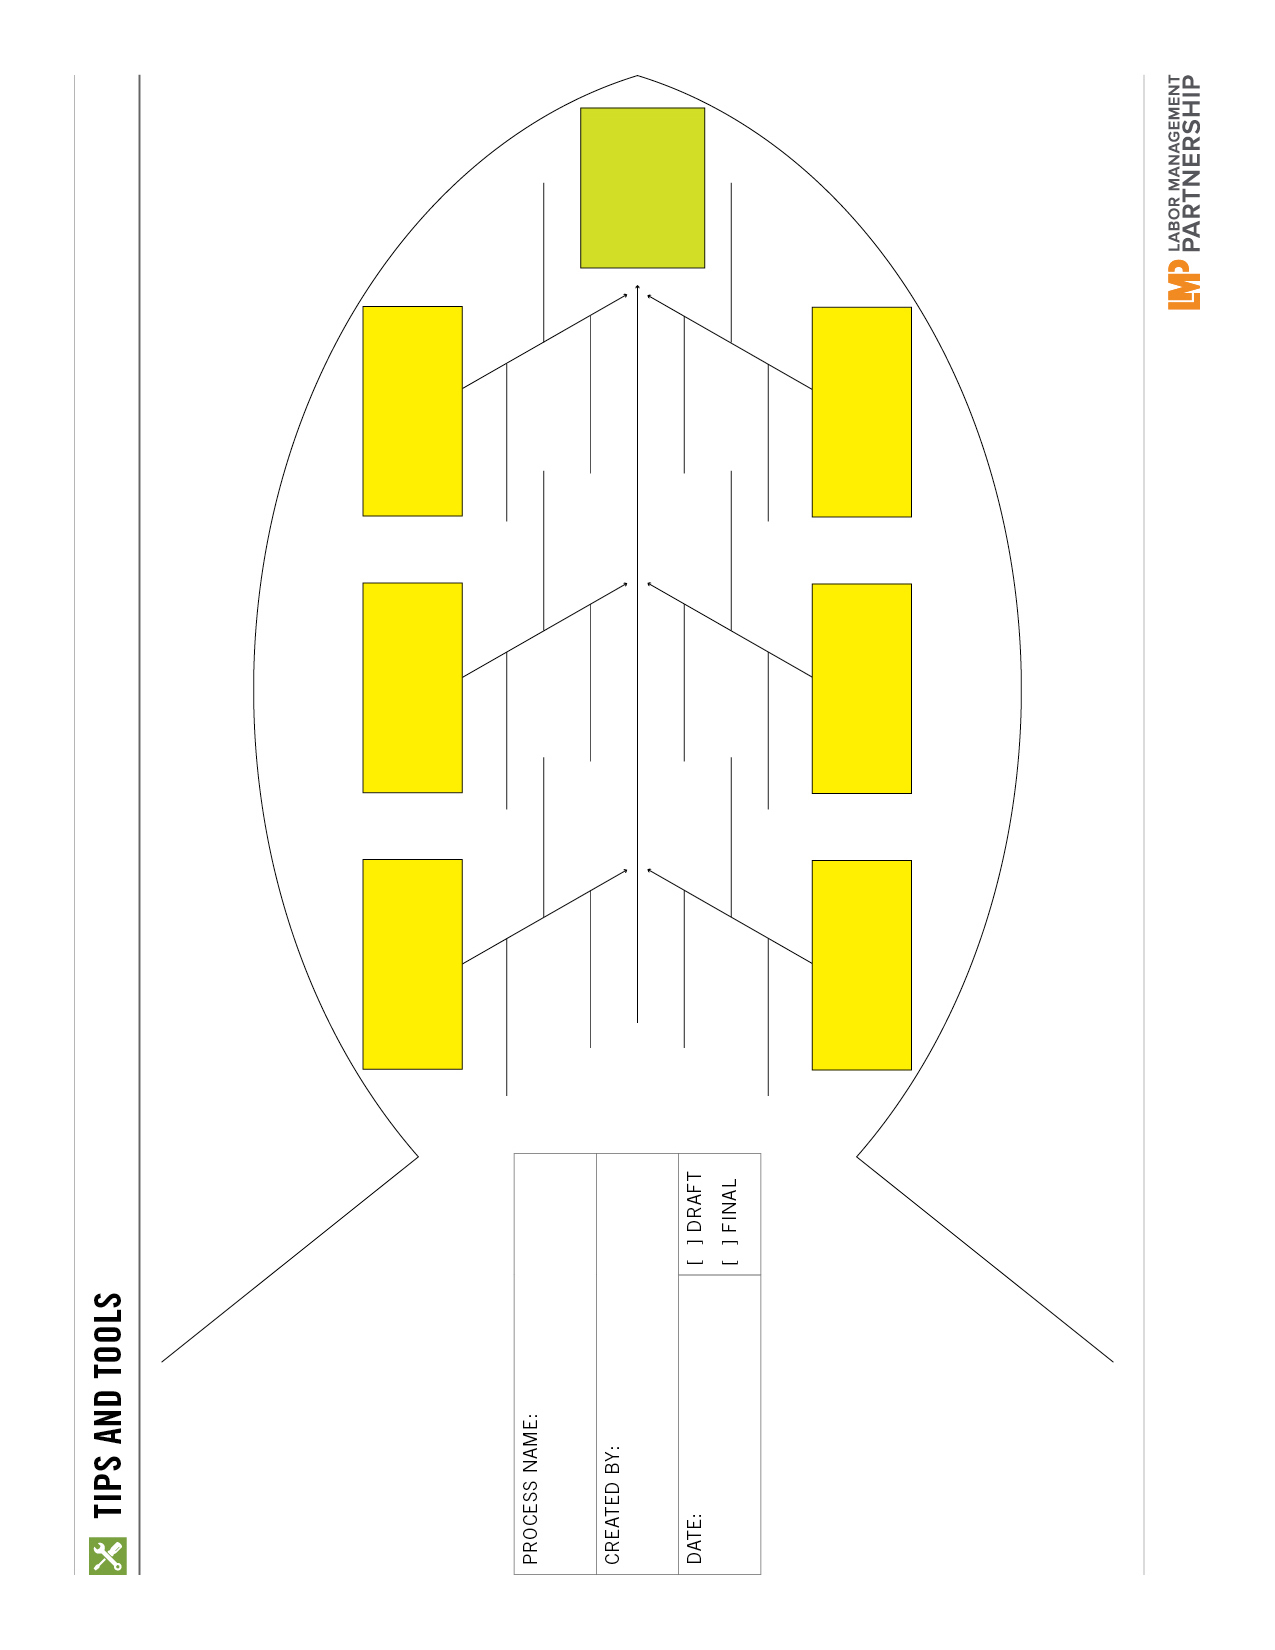 TIPS AND TOOLS
PROCESS NAME:
CREATED BY:
DATE:
[ ] DRAFT
[ ] FINAL
LMP
LABOR MANAGEMENT
PARTNERSHIP